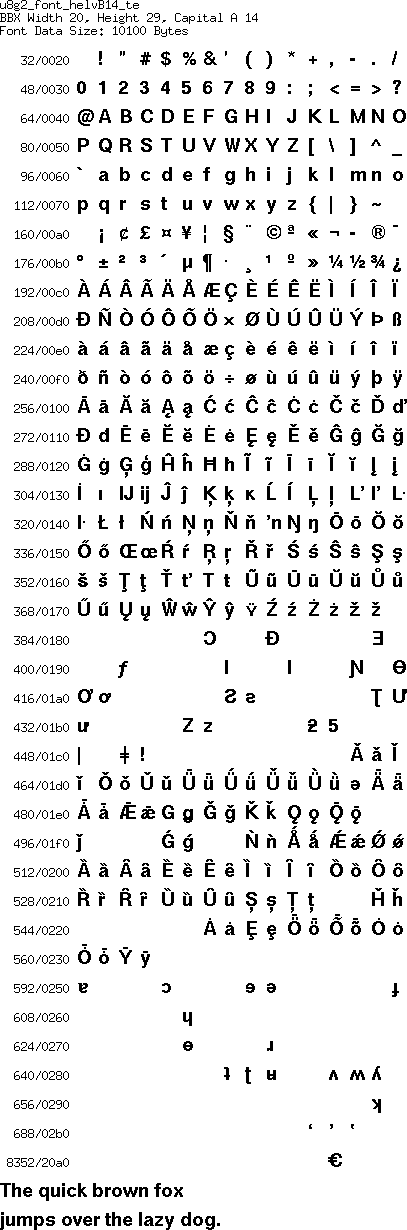 u8g2_font_helvB14_te
BBX Width 20, Height 29, Capital A 14
Font Data Size: 10100 Bytes
32/0020 ! " # $ % & ' ( ) * + , - . /
48/0030 0 1 2 3 4 5 6 7 8 9 : ; < = > ?
64/0040 @ A B C D E F G H I J K L M N O
80/0050 P Q R S T U V W X Y Z [ \ ] ^ _
96/0060 ` a b c d e f g h i j k l m n o
112/0070 p q r s t u v w x y z { | } ~
160/00a0 ¡ ¢ £ ¤ ¥ ¦ § ¨ © ª « ¬ - ® ¯
176/00b0 ° ± ² ³ ´ µ ¶ · ¸ ¹ º » ¼ ½ ¾ ¿
192/00c0 À Á Â Ã Ä Å Æ Ç È É Ê Ë Ì Í Î Ï
208/00d0 Ð Ñ Ò Ó Ô Õ Ö × Ø Ù Ú Û Ü Ý Þ ß
224/00e0 à á â ã ä å æ ç è é ê ë ì í î ï
240/00f0 ð ñ ò ó ô õ ö ÷ ø ù ú û ü ý þ ÿ
256/0100 Ā ā Ă ă Ą ą Ć ć Ĉ ĉ Ċ ċ Č č Ď ď
272/0110 Đ đ Ē ē Ĕ ĕ Ė ė Ę ę Ě ě Ĝ ĝ Ğ ğ
288/0120 Ġ ġ Ģ ģ Ĥ ĥ Ħ ħ Ĩ ĩ Ī ī Ĭ ĭ Į į
304/0130 İ ı Ĳ ĳ Ĵ ĵ Ķ ķ ĸ Ĺ ĺ Ļ ļ Ľ ľ Ŀ
320/0140 ŀ Ł ł Ń ń Ņ ņ Ň ň ŉ Ŋ ŋ Ō ō Ŏ ŏ
336/0150 Ő ő Œ œ Ŕ ŕ Ŗ ŗ Ř ř Ś ś Ŝ ŝ Ş ş
352/0160 Š š Ţ ţ Ť ť Ŧ ŧ Ũ ũ Ū ū Ŭ ŭ Ů ů
368/0170 Ű ű Ų ų Ŵ ŵ Ŷ ŷ Ÿ Ź ź Ż ż Ž ž
384/0180 Ɔ Ɖ Ǝ
400/0190 ƒ Ɩ Ɲ Ɵ
416/01a0 Ơ ơ Ƨ ƨ Ʈ Ư
432/01b0 ư Ƶ ƶ ƻ Ƽ
448/01c0 ǀ ǂ ǃ Ǎ ǎ Ǐ
464/01d0 ǐ Ǒ ǒ Ǔ ǔ Ǖ ǖ Ǘ ǘ Ǚ ǚ Ǜ ǜ ǝ Ǟ ǟ
480/01e0 Ǡ ǡ Ǣ ǣ Ǥ ǥ Ǧ ǧ Ǩ ǩ Ǫ ǫ Ǭ ǭ
496/01f0 ǰ Ǵ ǵ Ǹ ǹ Ǻ ǻ Ǽ ǽ Ǿ ǿ
512/0200 Ȁ ȁ Ȃ ȃ Ȅ ȅ Ȇ ȇ Ȉ ȉ Ȋ ȋ Ȍ ȍ Ȏ ȏ
528/0210 Ȑ ȑ Ȓ ȓ Ȕ ȕ Ȗ ȗ Ș ș Ț ț Ȟ ȟ
544/0220 Ȧ ȧ Ȩ ȩ Ȫ ȫ Ȭ ȭ Ȯ ȯ
560/0230 Ȱ ȱ Ȳ ȳ
592/0250 ɐ ɔ ɘ ə ɟ
608/0260 ɥ
624/0270 ɵ ɹ
640/0280 ʇ ʈ ʉ ʌ ʍ ʎ
656/0290 ʞ
688/02b0 ʻ ʼ ʽ
8352/20a0 €
The quick brown fox
jumps over the lazy dog.